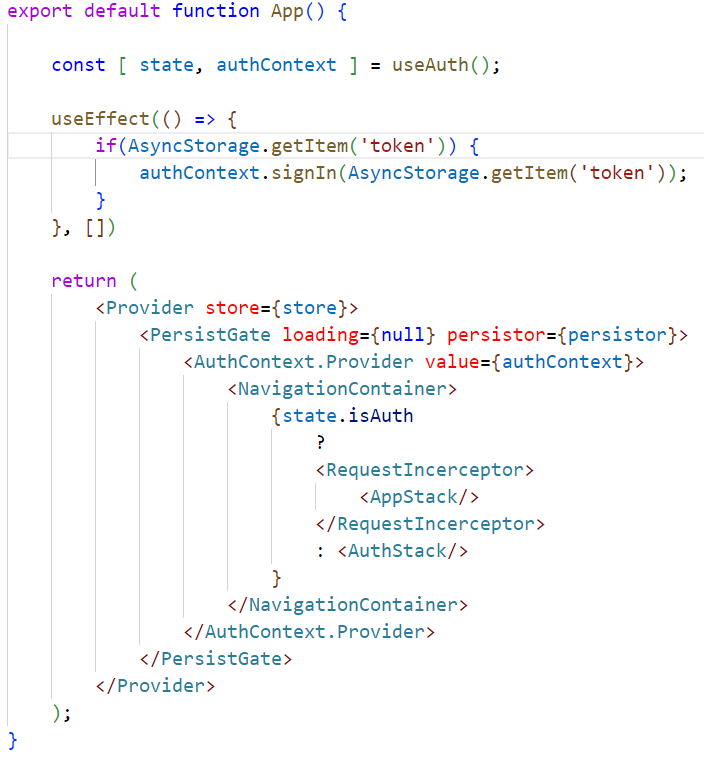 export default function App() {
const [ state, authContext ] = useAuth();
useEffect(() => {
if(AsyncStorage.getItem('token')) {
authContext.signIn(AsyncStorage.getItem('token'));
}
}, [])
return (
<Provider store={store}>
<PersistGate loading={null} persistor={persistor}>
<AuthContext.Provider value={authContext}>
<NavigationContainer>
{state.isAuth
?
<RequestIncerceptor>
<AppStack/>
</RequestIncerceptor>
: <AuthStack/>
}
</NavigationContainer>
</AuthContext.Provider>
</PersistGate>
</Provider>
);
}